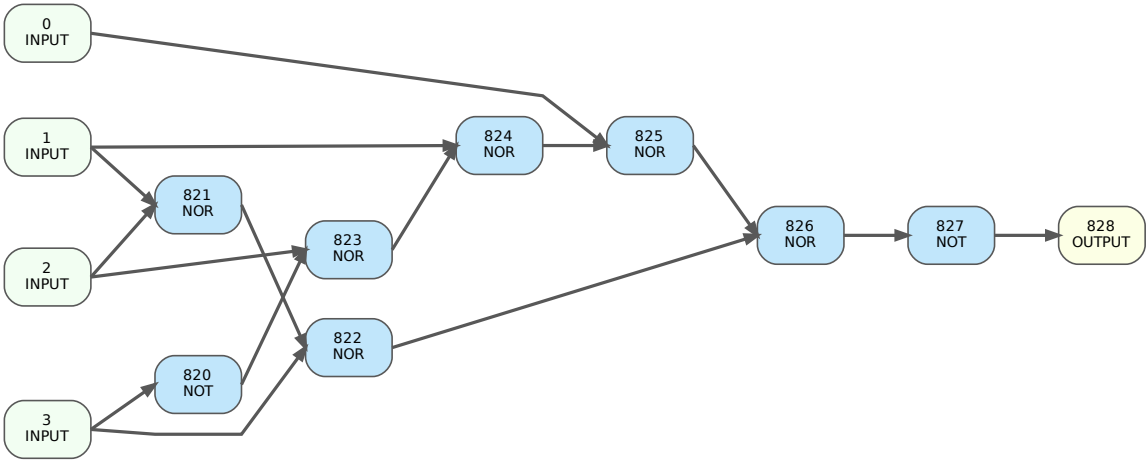 0
INPUT
1
INPUT
824
NOR
825
NOR
821
NOR
826
NOR
827
NOT
828
OUTPUT
823
NOR
2
INPUT
822
NOR
820
NOT
3
INPUT